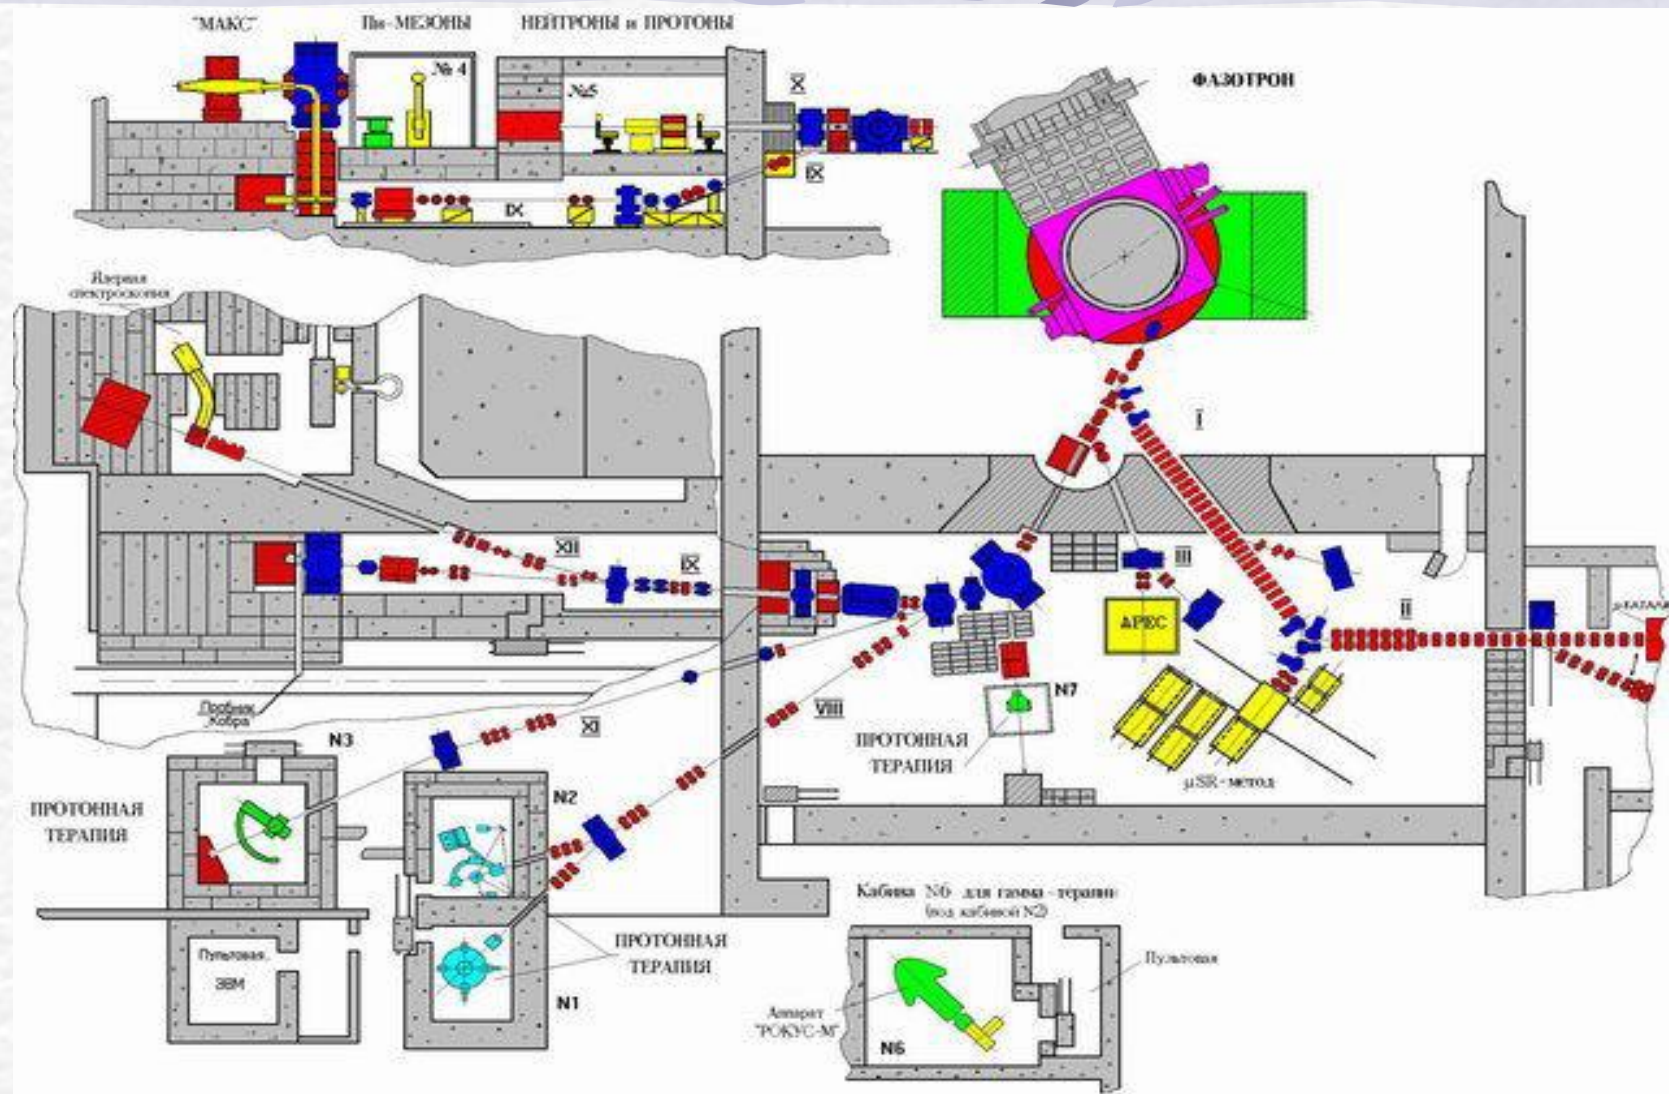 "МАКС"
Пи-МЕЗОНЫ
НЕЙТРОНЫ и ПРОТОНЫ
№ 4
№5
X
IX
IX
ФАЗОТРОН
Ядерная
спектроскопия
I
XII
IX
III
II
АРЕС
Пробник
Кобра
XI
VIII
N7
ПРОТОННАЯ
ТЕРАПИЯ
μSR-метод
N3
ПРОТОННАЯ
ТЕРАПИЯ
N2
Пультовая
ЭВМ
ПРОТОННАЯ
ТЕРАПИЯ
N1
Кабина N6 для гамма-терапии
(под кабиной N2)
Пультовая
Аппарат
"РОКУС-М"
N6